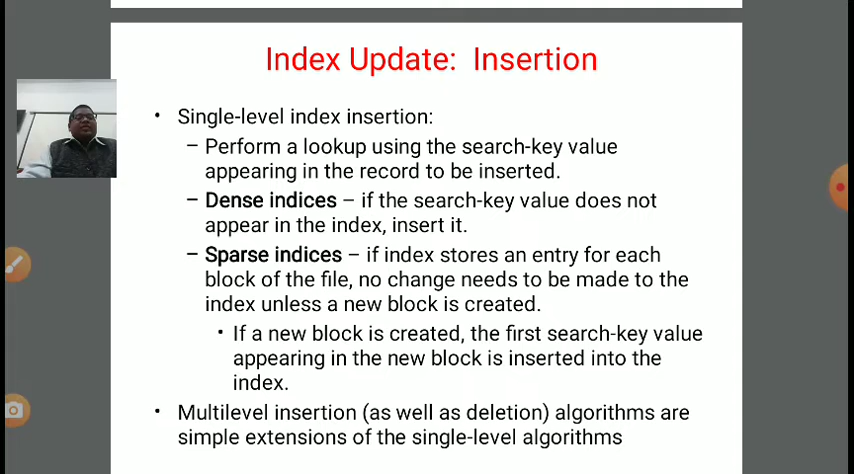 Index Update:  Insertion
• Single-level index insertion:
– Perform a lookup using the search-key value
appearing in the record to be inserted.
– Dense indices – if the search-key value does not
appear in the index, insert it.
– Sparse indices – if index stores an entry for each
block of the file, no change needs to be made to the
index unless a new block is created.
• If a new block is created, the first search-key value
appearing in the new block is inserted into the
index.
• Multilevel insertion (as well as deletion) algorithms are
simple extensions of the single-level algorithms